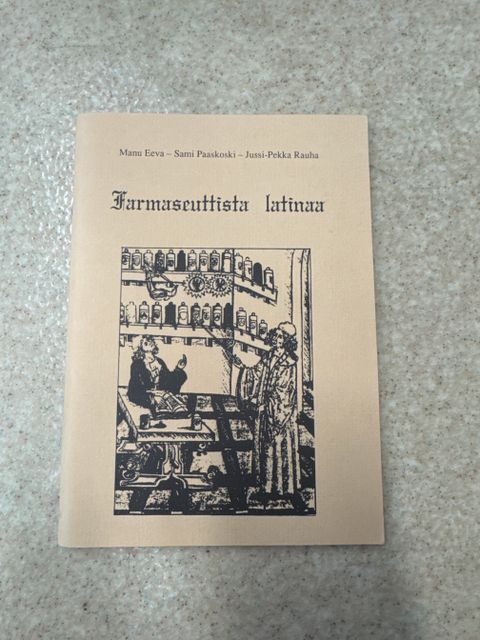 Manu Eeva – Sami Paaskoski – Jussi-Pekka Rauha
Farmaseuttista latinaa